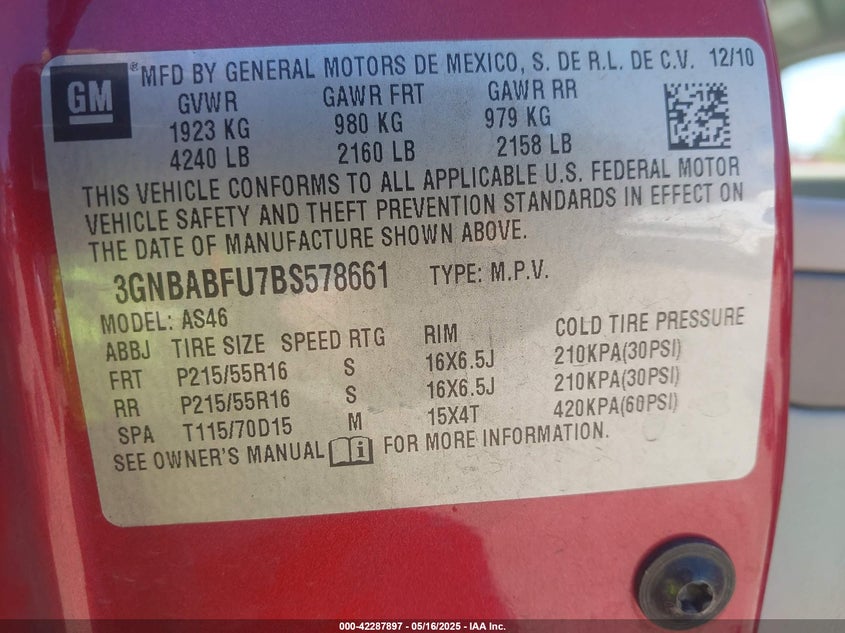 GM ® MFD BY GENERAL MOTORS DE MEXICO, S. DE R.L. DE C.V. 12/10
GVWR GAWR FRT GAWR RR
1923 KG 980 KG 979 KG
4240 LB 2160 LB 2158 LB
THIS VEHICLE CONFORMS TO ALL APPLICABLE U.S. FEDERAL MOTOR
VEHICLE SAFETY AND THEFT PREVENTION STANDARDS IN EFFECT ON
THE DATE OF MANUFACTURE SHOWN ABOVE.
3GNBABFU7BS578661 TYPE: M.P.V.
MODEL: AS46
ABBJ TIRE SIZE SPEED RTG RIM COLD TIRE PRESSURE
FRT P215/55R16 S 16X6.5J 210KPA(30PSI)
RR P215/55R16 S 16X6.5J 210KPA(30PSI)
SPA T115/70D15 M 15X4T 420KPA(60PSI)
SEE OWNER'S MANUAL FOR MORE INFORMATION.
000-42287897 - 05/16/2025 - IAA Inc.